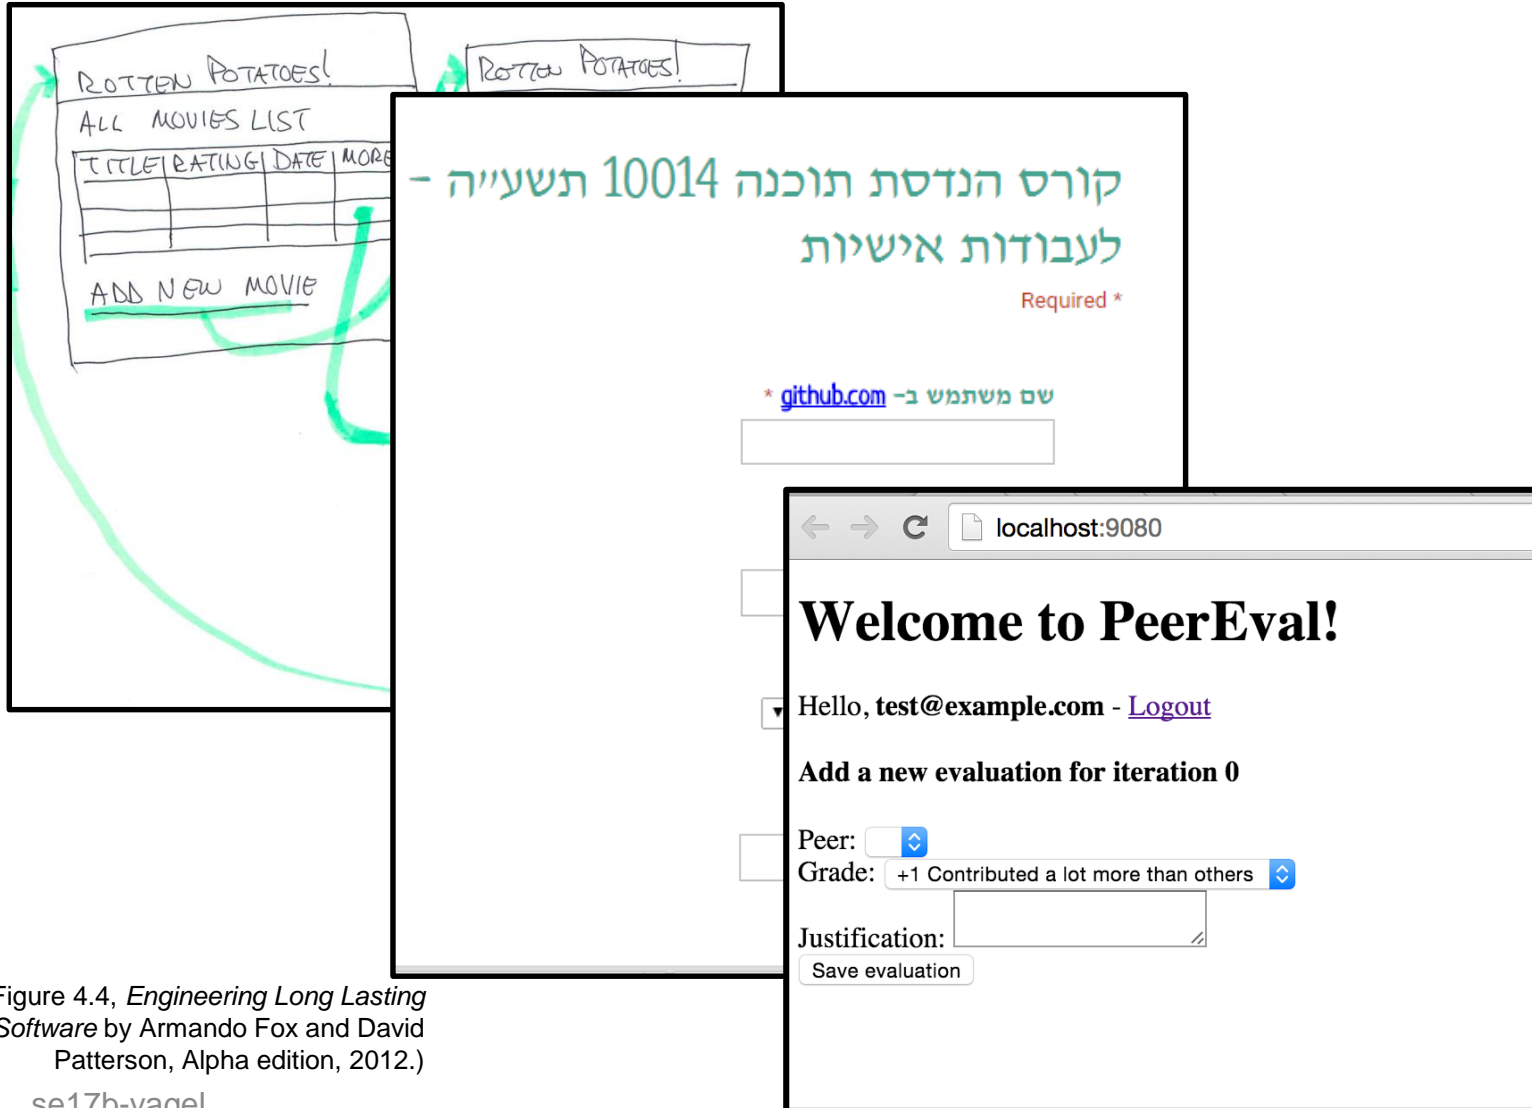 ROTTEN POTATOES!
ALL MOVIES LIST
TITLE RATING DATE MORE
ADD NEW MOVIE
ROTTEN POTATOES!
קורס הנדסת תוכנה 10014 תשע״ה -
לעבודות אישיות
Required *
שם משתמש ב- github.com *
localhost:9080
Welcome to PeerEval!
Hello, test@example.com - Logout
Add a new evaluation for iteration 0
Peer:
Grade: +1 Contributed a lot more than others
Justification:
Save evaluation
Figure 4.4, Engineering Long Lasting
Software by Armando Fox and David
Patterson, Alpha edition, 2012.)
se17b-yagel